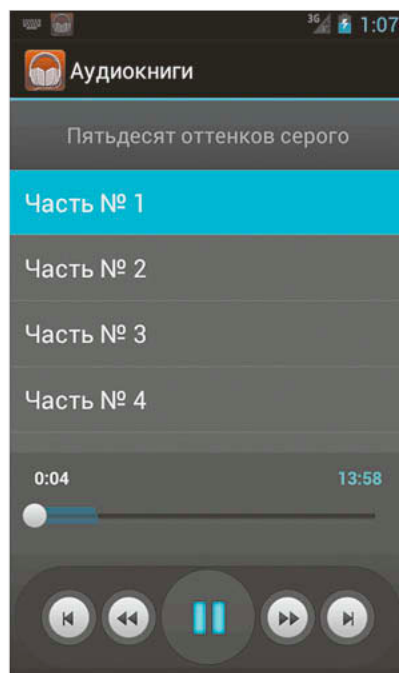 3G 1:07
Аудиокниги
Пятьдесят оттенков серого
Часть № 1
Часть № 2
Часть № 3
Часть № 4
0:04 13:58